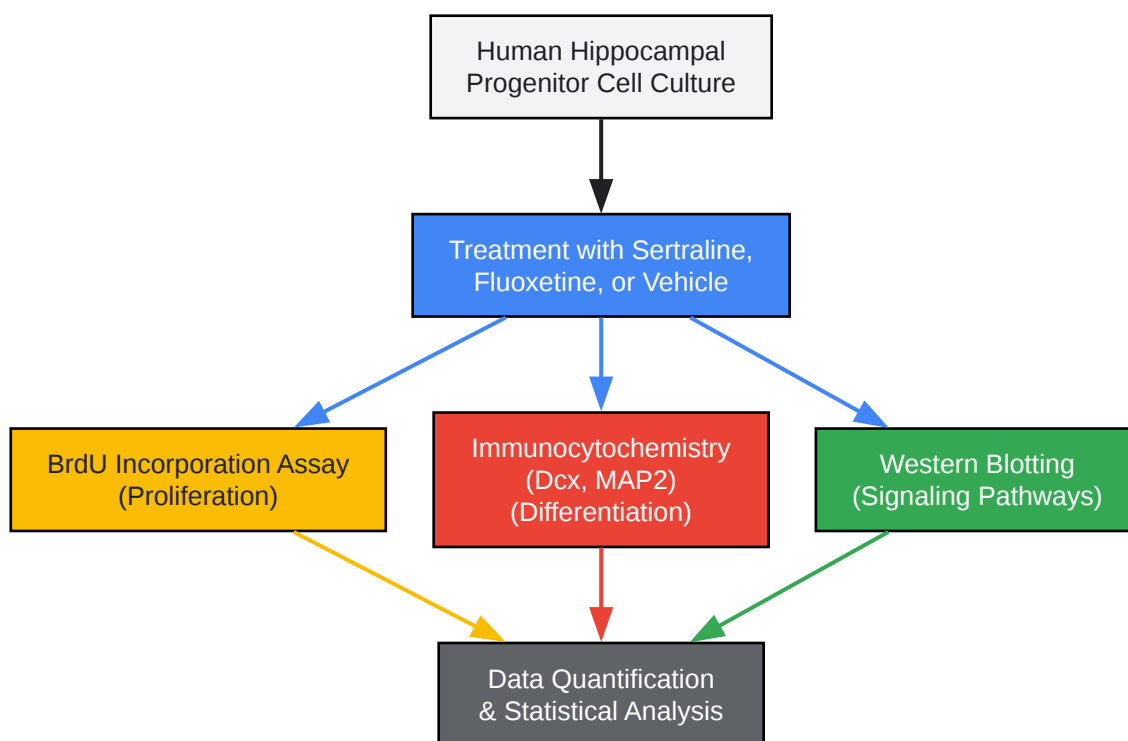 Human Hippocampal
Progenitor Cell Culture
Treatment with Sertraline,
Fluoxetine, or Vehicle
BrdU Incorporation Assay
(Proliferation)
Immunocytochemistry
(Dcx, MAP2)
(Differentiation)
Western Blotting
(Signaling Pathways)
Data Quantification
& Statistical Analysis